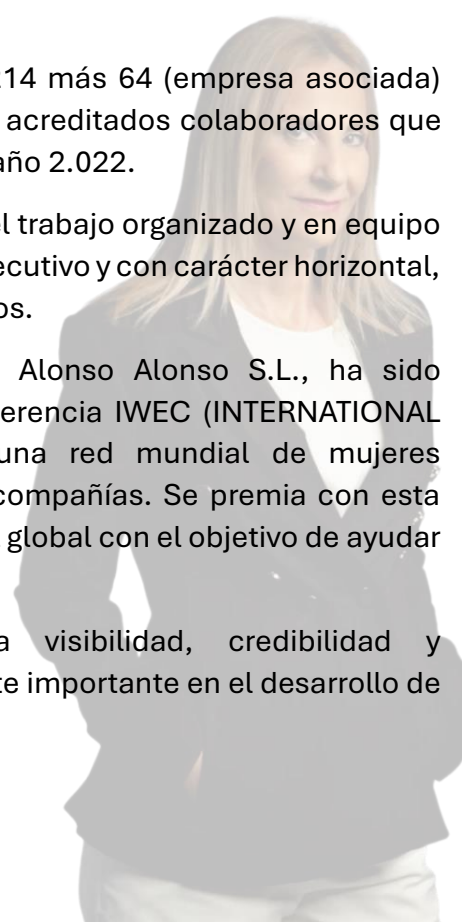 214 más 64 (empresa asociada)
acreditados colaboradores que
año 2.022.
el trabajo organizado y en equipo
ecutivo y con carácter horizontal,
os.
Alonso Alonso S.L., ha sido
erencia IWEC (INTERNATIONAL
una red mundial de mujeres
compañías. Se premia con esta
global con el objetivo de ayudar
a visibilidad, credibilidad y
te importante en el desarrollo de